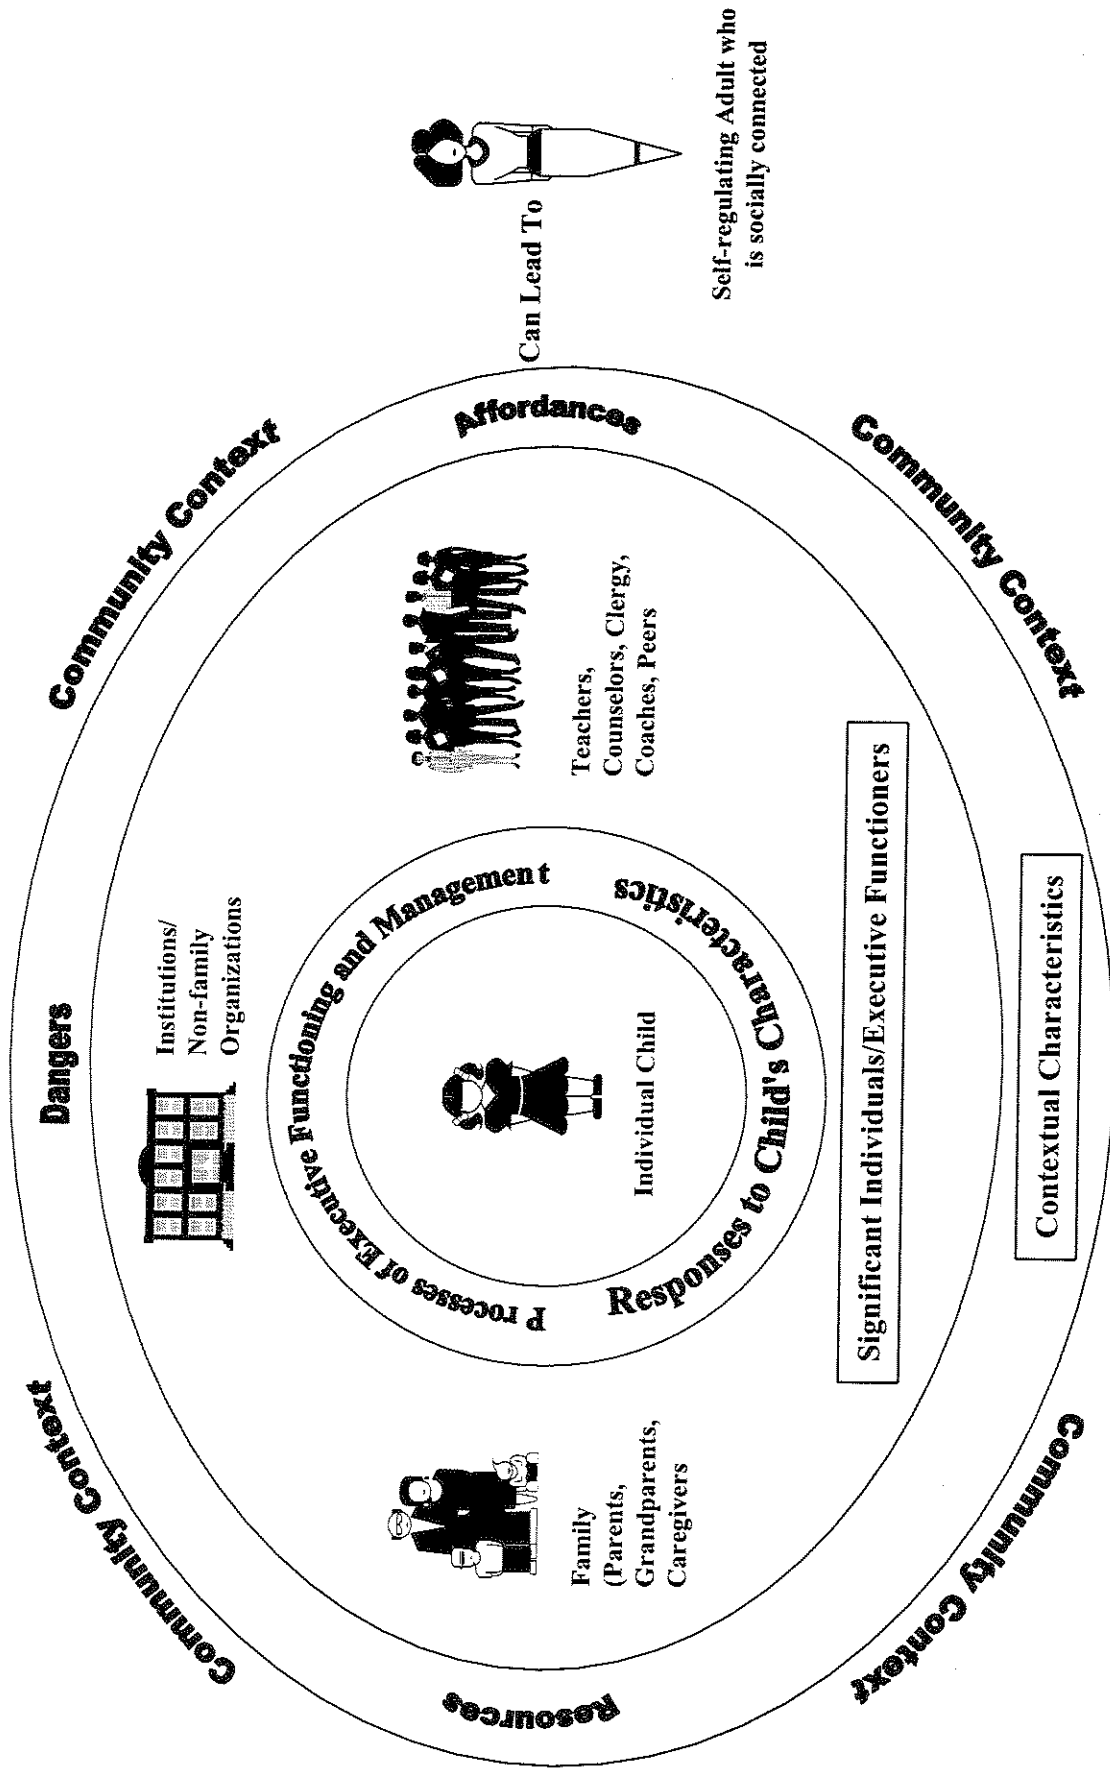 Community Context
Community Context
Dangers
Institutions/
Non-family
Organizations
Resources
Affordances
Processes of Executive Functioning and Management
Family
(Parents,
Grandparents,
Caregivers
Individual Child
Teachers,
Counselors, Clergy,
Coaches, Peers
Responses to Child's Characteristics
Significant Individuals/Executive Functioners
Contextual Characteristics
Community Context
Community Context
Can Lead To
Self-regulating Adult who
is socially connected